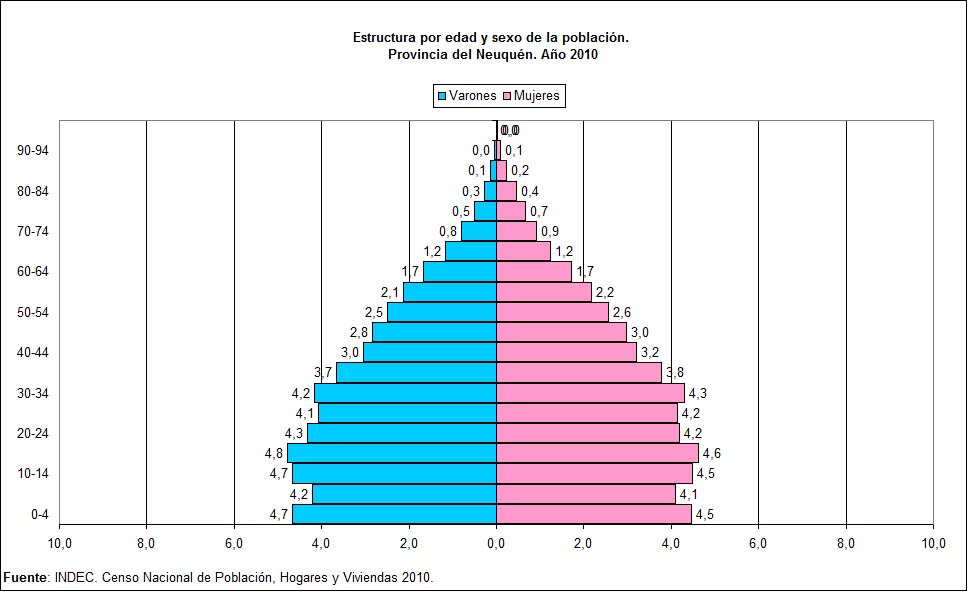 Estructura por edad y sexo de la población.
Provincia del Neuquén. Año 2010
Varones Mujeres
0,0 0,0
90-94 0,0 0,1
0,1 0,2
80-84 0,3 0,4
0,5 0,7
70-74 0,8 0,9
1,2 1,2
60-64 1,7 1,7
2,1 2,2
50-54 2,5 2,6
2,8 3,0
40-44 3,0 3,2
3,7 3,8
30-34 4,2 4,3
4,1 4,2
20-24 4,3 4,2
4,8 4,6
10-14 4,7 4,5
4,2 4,1
0-4 4,7 4,5
10,0 8,0 6,0 4,0 2,0 0,0 2,0 4,0 6,0 8,0 10,0
Fuente: INDEC. Censo Nacional de Población, Hogares y Viviendas 2010.